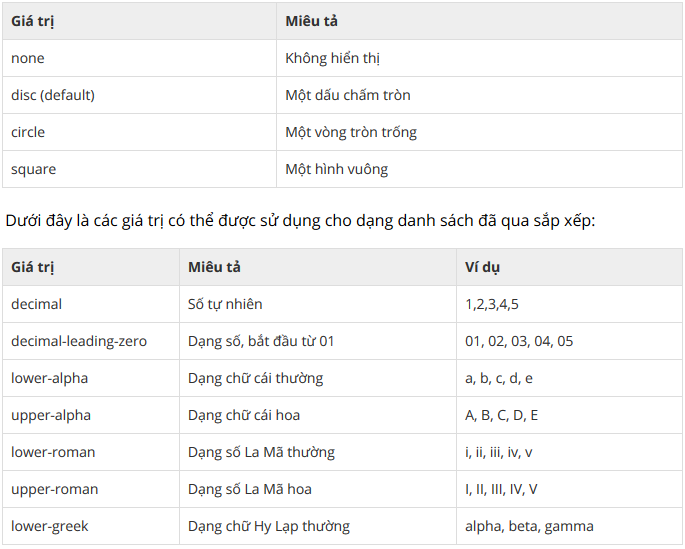 Giá trị Miêu tả
none Không hiển thị
disc (default) Một dấu chấm tròn
circle Một vòng tròn trống
square Một hình vuông
Dưới đây là các giá trị có thể được sử dụng cho dạng danh sách đã qua sắp xếp:
Giá trị Miêu tả Ví dụ
decimal Số tự nhiên 1,2,3,4,5
decimal-leading-zero Dạng số, bắt đầu từ 01 01, 02, 03, 04, 05
lower-alpha Dạng chữ cái thường a, b, c, d, e
upper-alpha Dạng chữ cái hoa A, B, C, D, E
lower-roman Dạng số La Mã thường i, ii, iii, iv, v
upper-roman Dạng số La Mã hoa I, II, III, IV, V
lower-greek Dạng chữ Hy Lạp thường alpha, beta, gamma